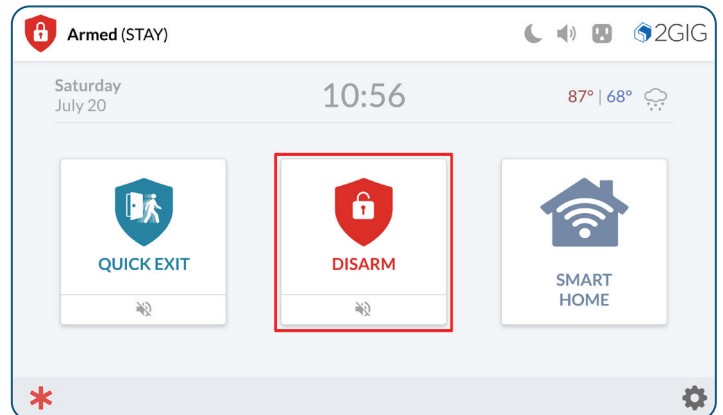 Armed (STAY)
2GIG
Saturday
July 20
10:56
87° | 68°
QUICK EXIT
DISARM
SMART
HOME